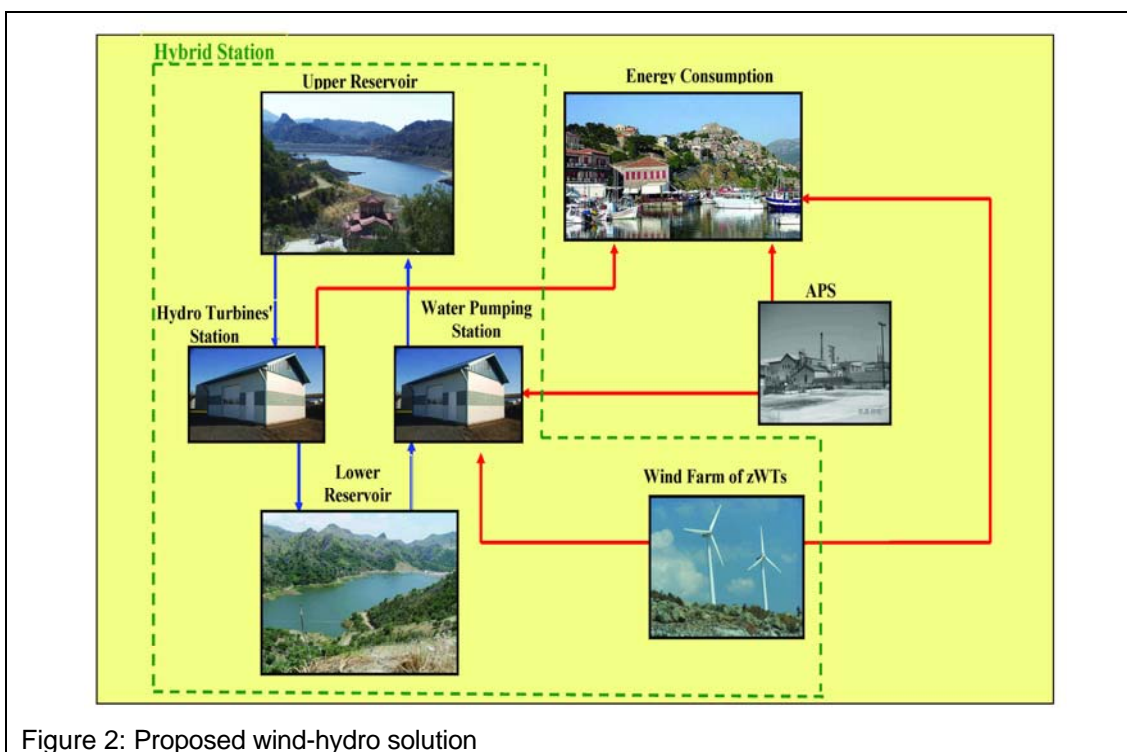 Hybrid Station
Upper Reservoir
Energy Consumption
Hydro Turbines'
Station
Water Pumping
Station
APS
Lower
Reservoir
Wind Farm of zWTs
Figure 2: Proposed wind-hydro solution